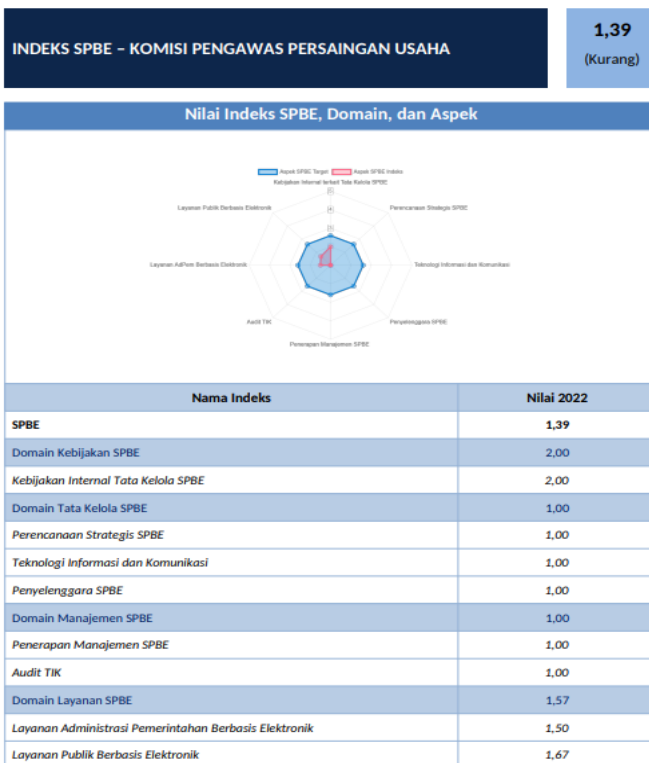 INDEKS SPBE – KOMISI PENGAWAS PERSAINGAN USAHA
1,39
(Kurang)
Nilai Indeks SPBE, Domain, dan Aspek
Aspek SPBE Target Aspek SPBE Indeks
Kebijakan Internal terkait Tata Kelola SPBE
Layanan Publik Berbasis Elektronik
Perencanaan Strategis SPBE
Layanan AdPem Berbasis Elektronik
Teknologi Informasi dan Komunikasi
Audit TIK
Penyelenggara SPBE
Penerapan Manajemen SPBE
Nama Indeks Nilai 2022
SPBE 1,39
Domain Kebijakan SPBE 2,00
Kebijakan Internal Tata Kelola SPBE 2,00
Domain Tata Kelola SPBE 1,00
Perencanaan Strategis SPBE 1,00
Teknologi Informasi dan Komunikasi 1,00
Penyelenggara SPBE 1,00
Domain Manajemen SPBE 1,00
Penerapan Manajemen SPBE 1,00
Audit TIK 1,00
Domain Layanan SPBE 1,57
Layanan Administrasi Pemerintahan Berbasis Elektronik 1,50
Layanan Publik Berbasis Elektronik 1,67